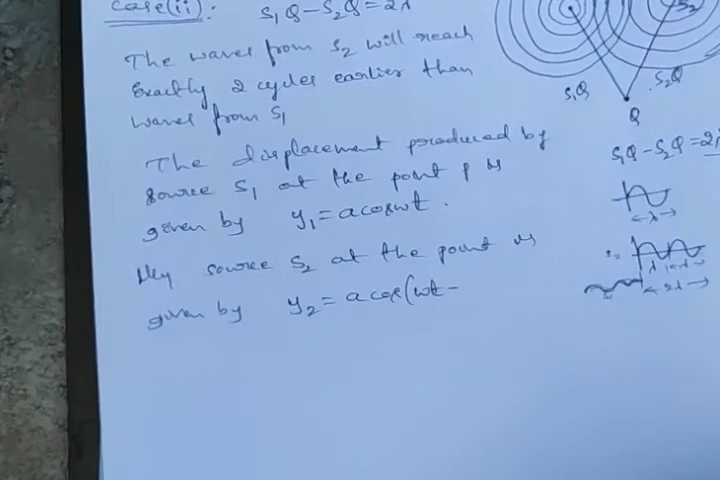 Case(ii): S₁Q – S₂Q = 2λ
The waves from S₂ will reach
Exactly 2 cycles earlier than
waves from S₁
The displacement produced by
source S₁ at the point P is
given by y₁ = a cos ωt .
Hly source S₂ at the point is
given by y₂ = a cos(ωt –
S₂
S₁Q
S₂Q
Q
S₁Q – S₂Q = 2λ
λ
λ
λ
2λ